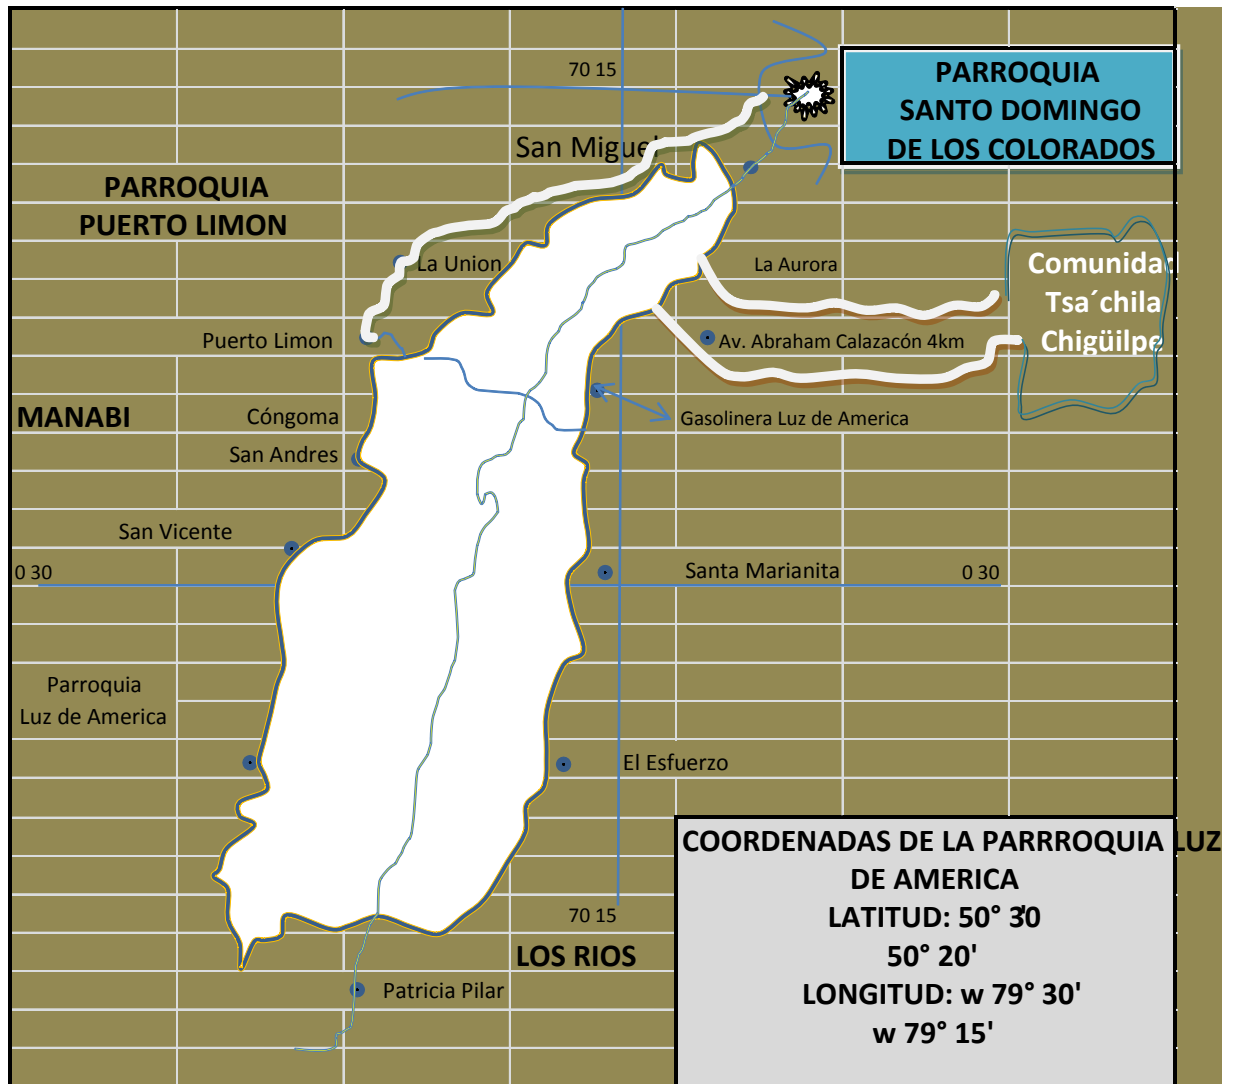 70 15
PARROQUIA
SANTO DOMINGO
DE LOS COLORADOS
San Miguel
PARROQUIA
PUERTO LIMON
La Union
La Aurora
Comunidad
Tsa´chila
Chigüilpe
Puerto Limon
Av. Abraham Calazacón 4km
MANABI
Cóngoma
Gasolinera Luz de America
San Andres
San Vicente
0 30
Santa Marianita
0 30
Parroquia
Luz de America
El Esfuerzo
COORDENADAS DE LA PARRROQUIA LUZ
DE AMERICA
LATITUD: 50° 30'
50° 20'
LONGITUD: w 79° 30'
w 79° 15'
70 15
LOS RIOS
Patricia Pilar